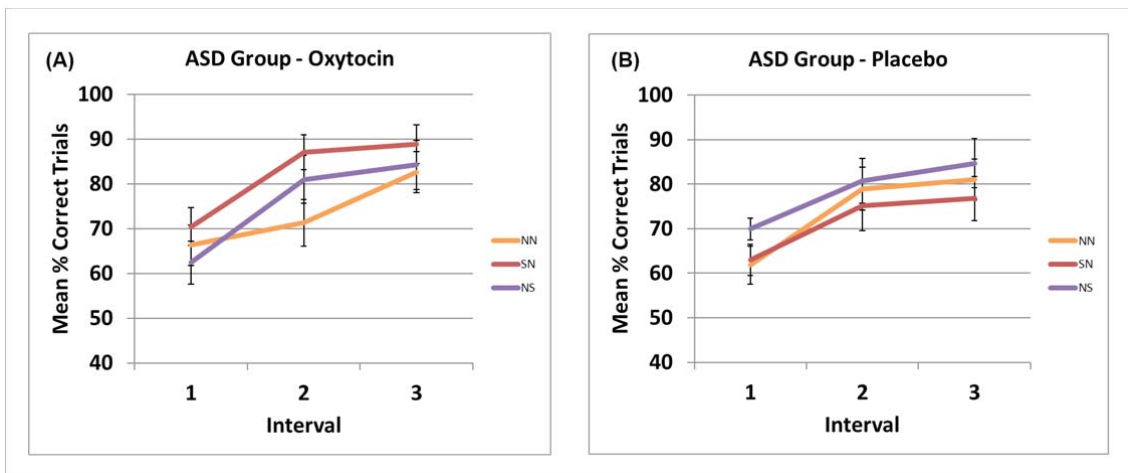 (A) ASD Group - Oxytocin
Mean % Correct Trials
100
90
80
70
60
50
40
1 2 3
Interval
NN
SN
NS
(B) ASD Group - Placebo
Mean % Correct Trials
100
90
80
70
60
50
40
1 2 3
Interval
NN
SN
NS